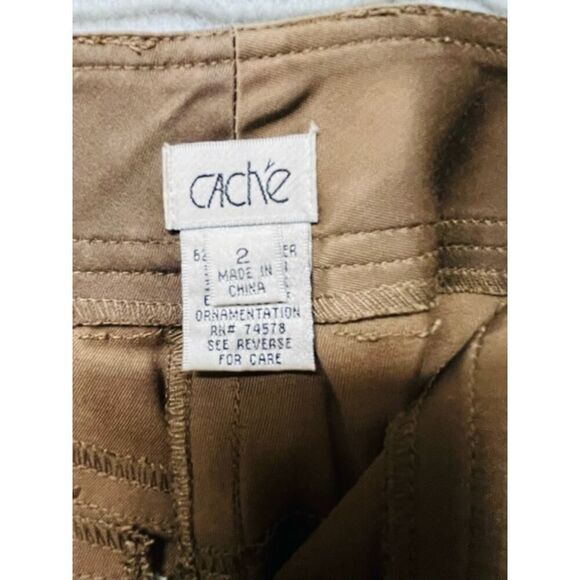 caché
2
MADE IN
CHINA
ORNAMENTATION
RN# 74578
SEE REVERSE
FOR CARE